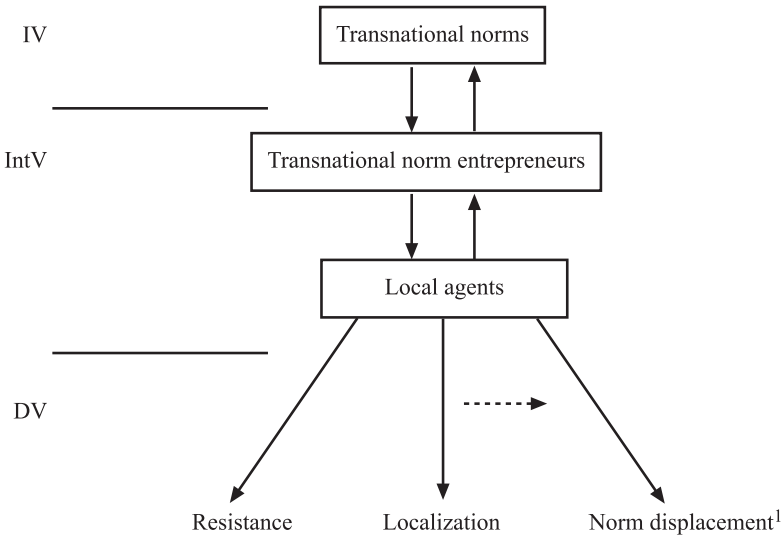 IV
Transnational norms
IntV
Transnational norm entrepreneurs
Local agents
DV
Resistance
Localization
Norm displacement¹